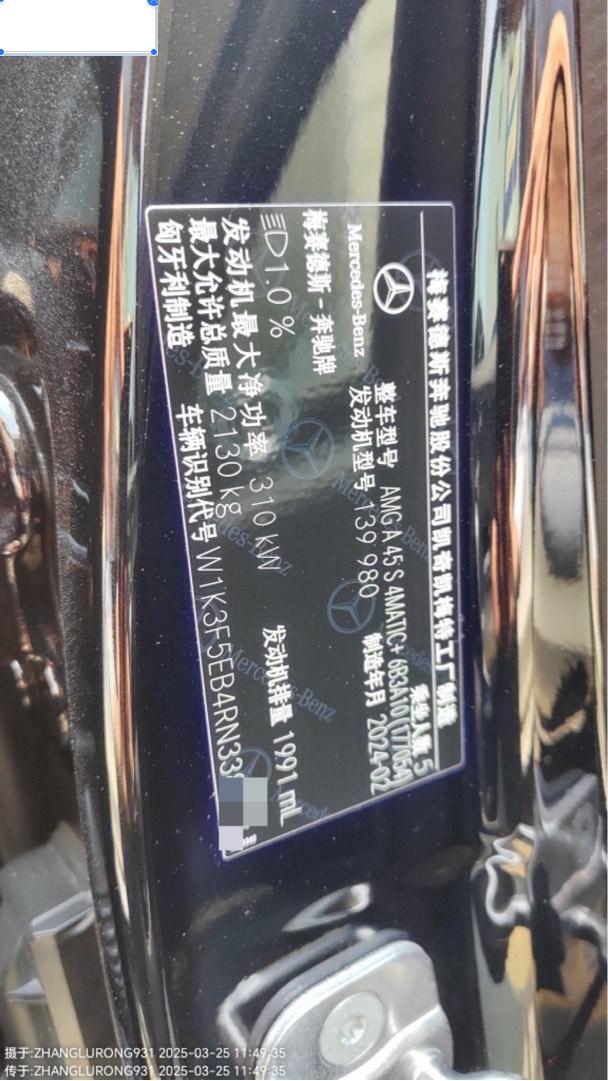 梅赛德斯奔驰股份公司凯奇凯梅特工厂制造
Mercedes-Benz
梅赛德斯-奔驰牌
整车型号 AMG A 45 S 4MATIC+ 6B3A10(177054)
乘坐人数 5
发动机型号 139 980
制造年月 2024-02
1.0 %
发动机最大净功率 310 kW
发动机排量 1991 mL
最大允许总质量 2130 kg
匈牙利制造
车辆识别代号 W1K3F5EB4RN33
摄于:ZHANGLURONG931 2025-03-25 11:49:35
传于:ZHANGLURONG931 2025-03-25 11:49:35